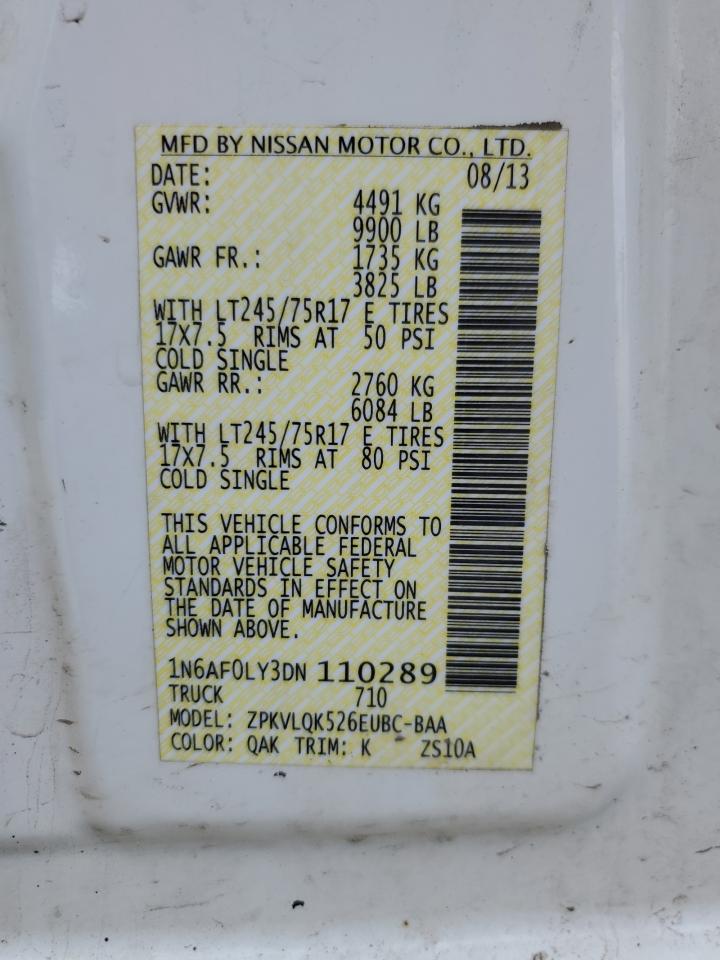 MFD BY NISSAN MOTOR CO., LTD.
DATE: 08/13
GVWR: 4491 KG
9900 LB
GAWR FR.: 1735 KG
3825 LB
WITH LT245/75R17 E TIRES
17X7.5 RIMS AT 50 PSI
COLD SINGLE
GAWR RR.: 2760 KG
6084 LB
WITH LT245/75R17 E TIRES
17X7.5 RIMS AT 80 PSI
COLD SINGLE
THIS VEHICLE CONFORMS TO
ALL APPLICABLE FEDERAL
MOTOR VEHICLE SAFETY
STANDARDS IN EFFECT ON
THE DATE OF MANUFACTURE
SHOWN ABOVE.
1N6AF0LY3DN 110289
TRUCK 710
MODEL: ZPKVLQK526EUBC-BAA
COLOR: QAK TRIM: K ZS10A